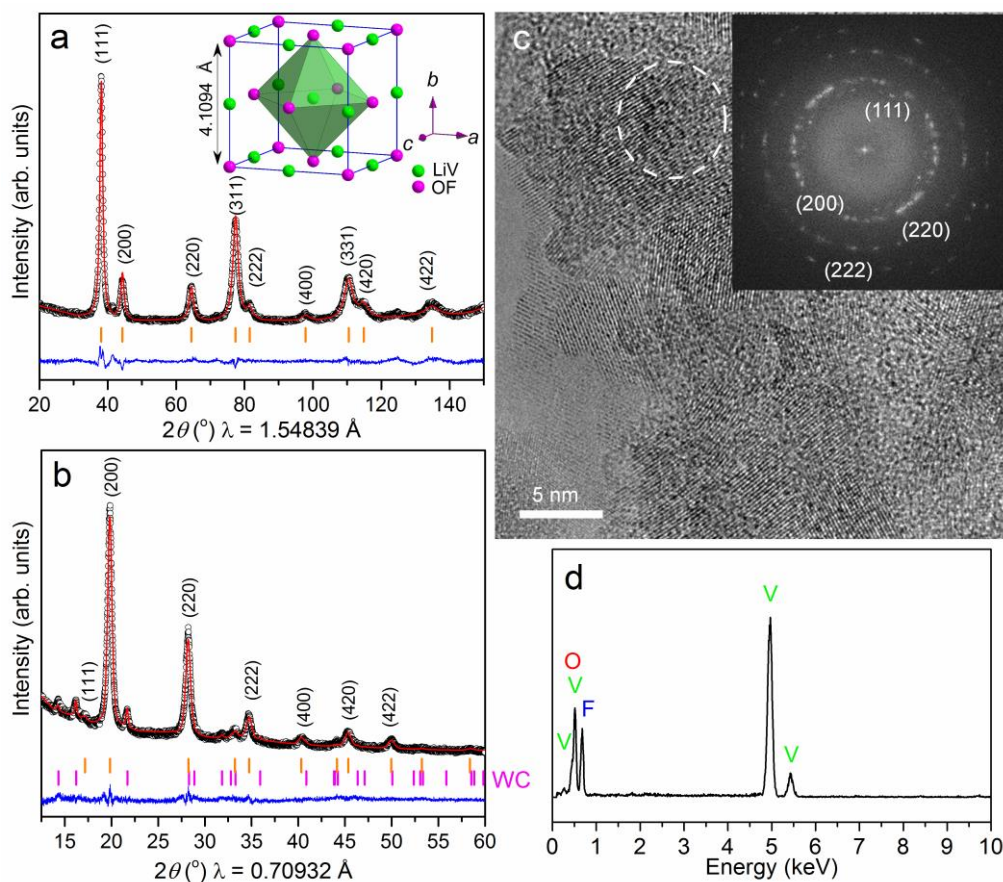 a
(111)
4.1094 Å
b
c
a
LiV
OF
(311)
(200)
(220)
(222)
(400)
(331)
(420)
(422)
Intensity (arb. units)
20 40 60 80 100 120 140
2θ (°) λ = 1.54839 Å
b
(200)
(220)
(111)
(222)
(400)
(420)
(422)
WC
Intensity (arb. units)
15 20 25 30 35 40 45 50 55 60
2θ (°) λ = 0.70932 Å
c
(111)
(200)
(220)
(222)
5 nm
d
V
O
V
F
V
V
0 1 2 3 4 5 6 7 8 9 10
Energy (keV)